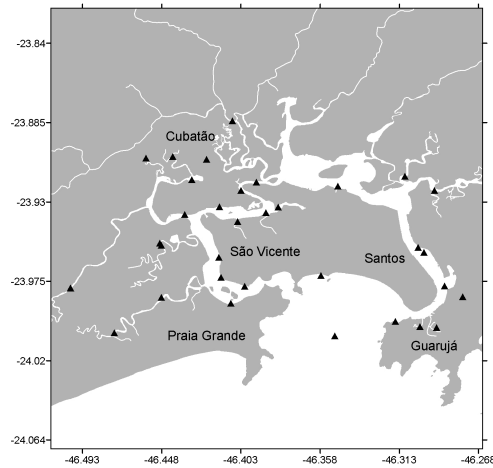 -23.84
-23.885
Cubatão
-23.93
São Vicente
Santos
-23.975
Praia Grande
Guarujá
-24.02
-24.064
-46.493 -46.448 -46.403 -46.358 -46.313 -46.268